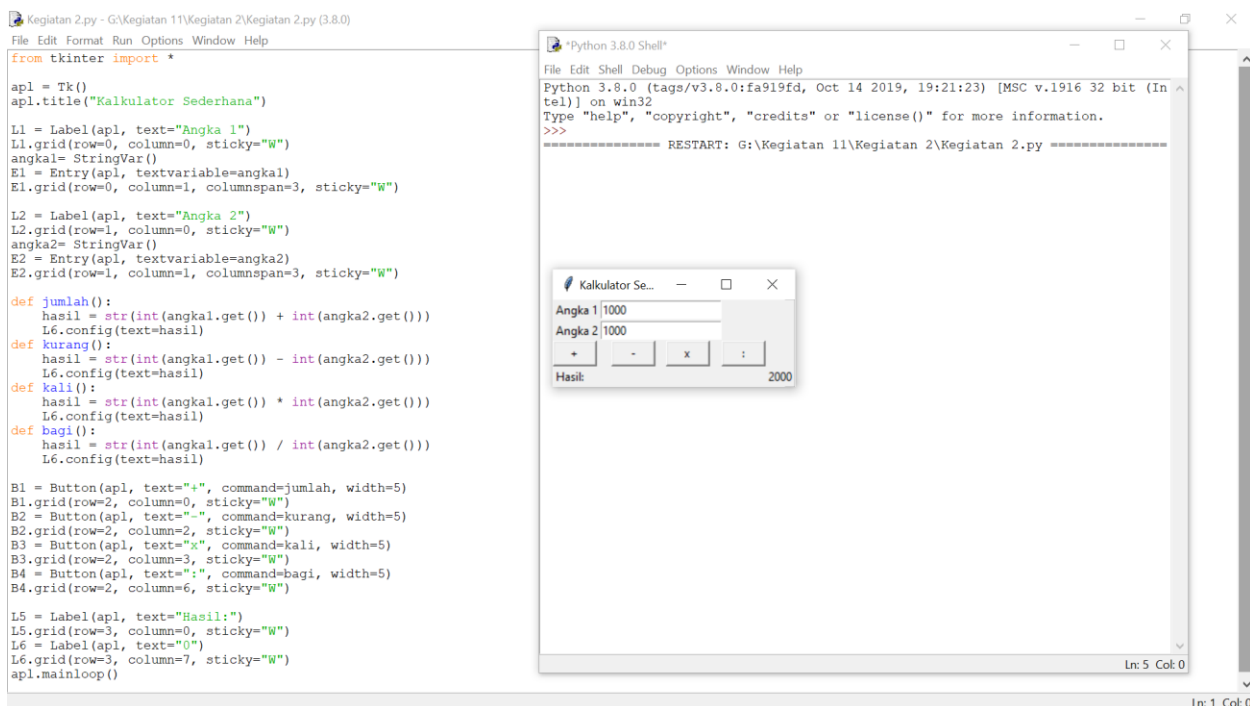 Kegiatan 2.py - G:\Kegiatan 11\Kegiatan 2\Kegiatan 2.py (3.8.0)
File Edit Format Run Options Window Help
from tkinter import *
apl = Tk()
apl.title("Kalkulator Sederhana")
L1 = Label(apl, text="Angka 1")
L1.grid(row=0, column=0, sticky="W")
angka1= StringVar()
E1 = Entry(apl, textvariable=angka1)
E1.grid(row=0, column=1, columnspan=3, sticky="W")
L2 = Label(apl, text="Angka 2")
L2.grid(row=1, column=0, sticky="W")
angka2= StringVar()
E2 = Entry(apl, textvariable=angka2)
E2.grid(row=1, column=1, columnspan=3, sticky="W")
def jumlah():
    hasil = str(int(angka1.get()) + int(angka2.get()))
    L6.config(text=hasil)
def kurang():
    hasil = str(int(angka1.get()) - int(angka2.get()))
    L6.config(text=hasil)
def kali():
    hasil = str(int(angka1.get()) * int(angka2.get()))
    L6.config(text=hasil)
def bagi():
    hasil = str(int(angka1.get()) / int(angka2.get()))
    L6.config(text=hasil)
B1 = Button(apl, text="+", command=jumlah, width=5)
B1.grid(row=2, column=0, sticky="W")
B2 = Button(apl, text="-", command=kurang, width=5)
B2.grid(row=2, column=2, sticky="W")
B3 = Button(apl, text="x", command=kali, width=5)
B3.grid(row=2, column=3, sticky="W")
B4 = Button(apl, text=":", command=bagi, width=5)
B4.grid(row=2, column=6, sticky="W")
L5 = Label(apl, text="Hasil:")
L5.grid(row=3, column=0, sticky="W")
L6 = Label(apl, text="0")
L6.grid(row=3, column=7, sticky="W")
apl.mainloop()
Ln: 1 Col: 0
*Python 3.8.0 Shell*
File Edit Shell Debug Options Window Help
Python 3.8.0 (tags/v3.8.0:fa919fd, Oct 14 2019, 19:21:23) [MSC v.1916 32 bit (In
tel)] on win32
Type "help", "copyright", "credits" or "license()" for more information.
>>>
=============== RESTART: G:\Kegiatan 11\Kegiatan 2\Kegiatan 2.py ===============
Kalkulator Se...
Angka 1 1000
Angka 2 1000
+ - x :
Hasil: 2000
Ln: 5 Col: 0